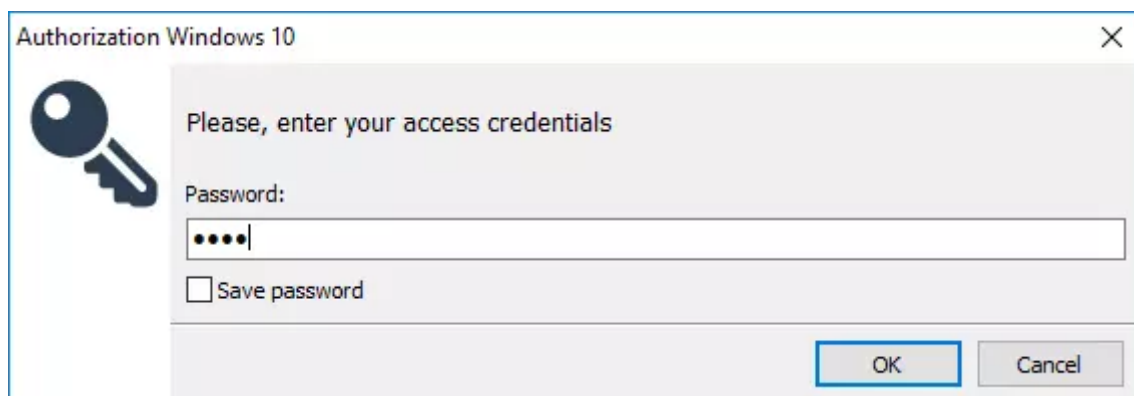 Authorization Windows 10
Please, enter your access credentials
Password:
••••
Save password
OK
Cancel